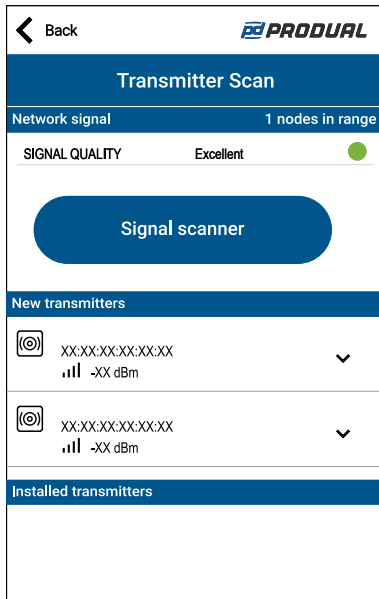 Back
PRODUAL
Transmitter Scan
Network signal 1 nodes in range
SIGNAL QUALITY Excellent
Signal scanner
New transmitters
XX:XX:XX:XX:XX:XX
-XX dBm
XX:XX:XX:XX:XX:XX
-XX dBm
Installed transmitters